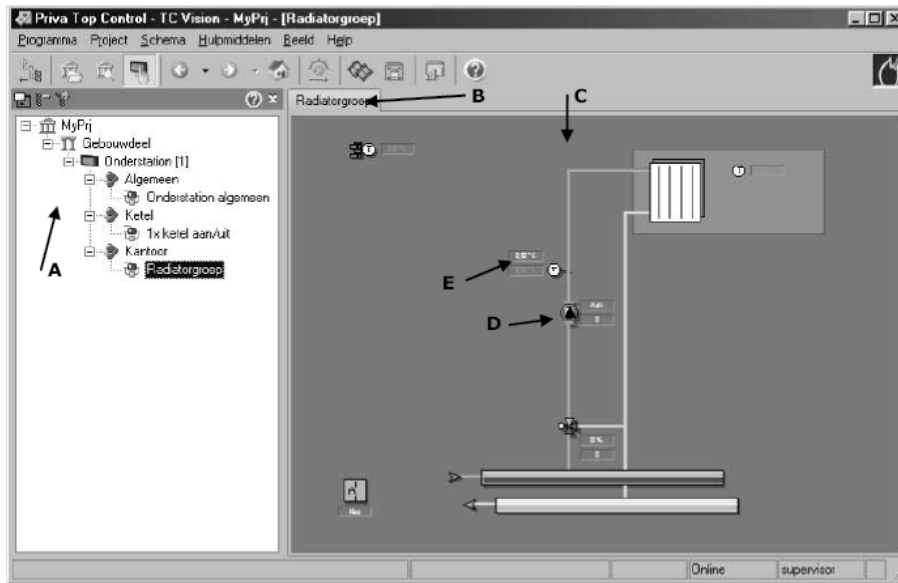 Priva Top Control - TC Vision - MyPrj - [Radiatorgroep]
Programma Project Schema Hulpmiddelen Beeld Help
MyPrj
Gebouwdeel
Onderstation [1]
Algemeen
Onderstation algemeen
Ketel
1x ketel aan/uit
Kantoor
Radiatorgroep
A
Radiatorgroep
B
C
T
T
E
T
D
0
0
Online
supervisor